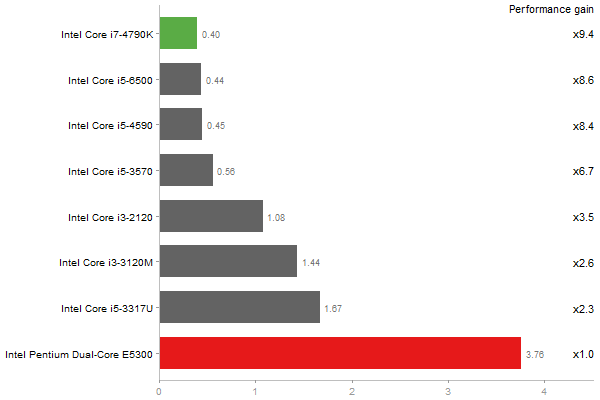 Performance gain
Intel Core i7-4790K 0.40 x9.4
Intel Core i5-6500 0.44 x8.6
Intel Core i5-4590 0.45 x8.4
Intel Core i5-3570 0.56 x6.7
Intel Core i3-2120 1.08 x3.5
Intel Core i3-3120M 1.44 x2.6
Intel Core i5-3317U 1.67 x2.3
Intel Pentium Dual-Core E5300 3.76 x1.0
0 1 2 3 4